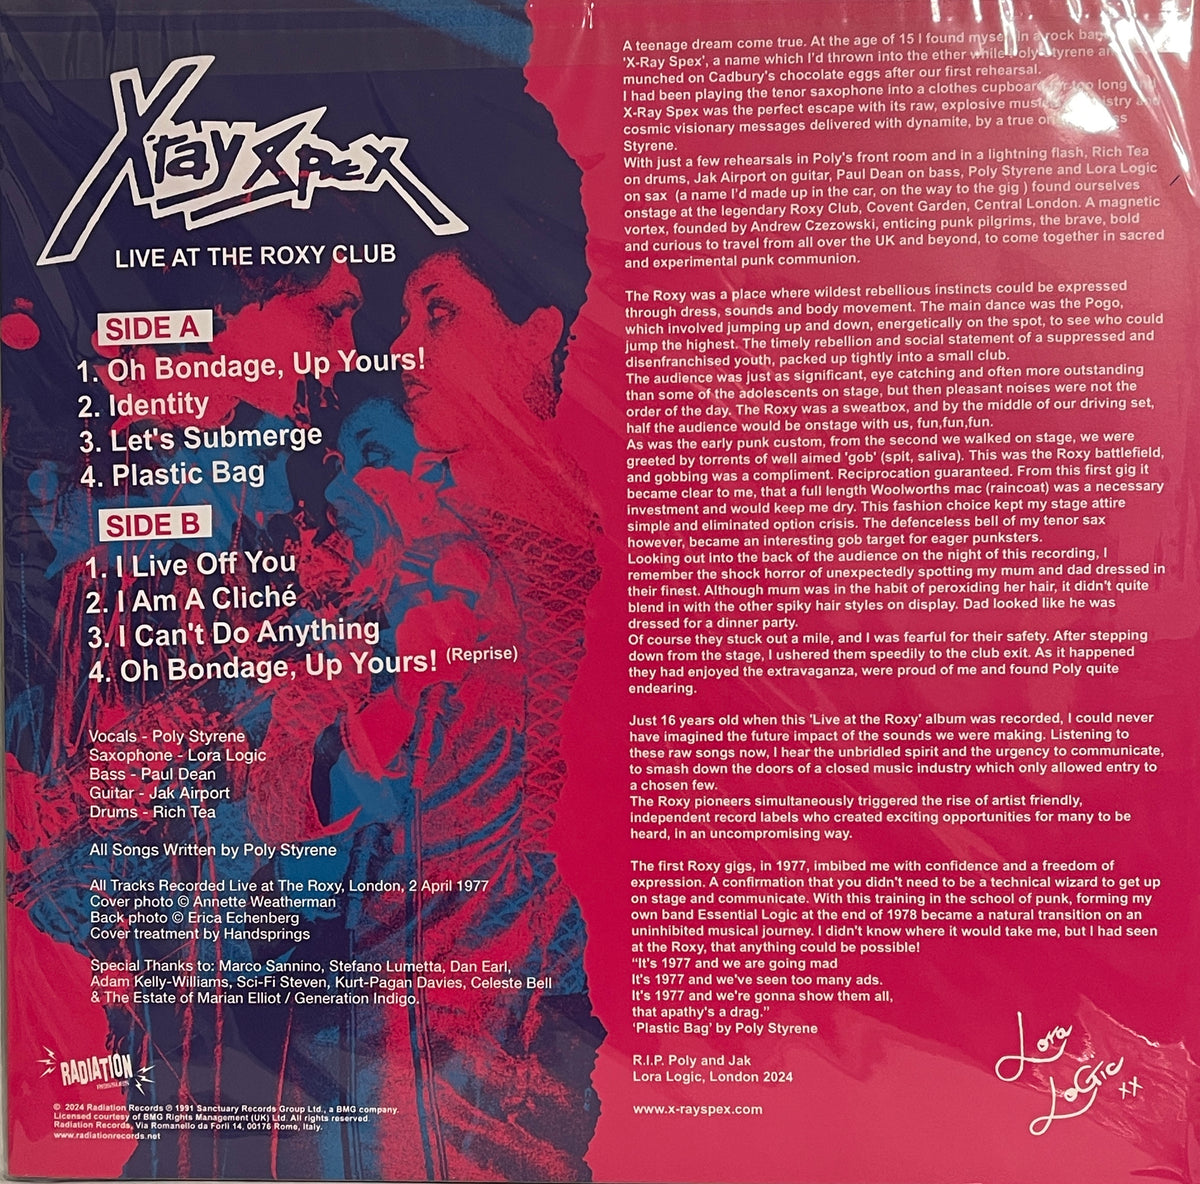 X-ray Spex
LIVE AT THE ROXY CLUB
SIDE A
1. Oh Bondage, Up Yours!
2. Identity
3. Let's Submerge
4. Plastic Bag
SIDE B
1. I Live Off You
2. I Am A Cliché
3. I Can't Do Anything
4. Oh Bondage, Up Yours! (Reprise)
Vocals - Poly Styrene
Saxophone - Lora Logic
Bass - Paul Dean
Guitar - Jak Airport
Drums - Rich Tea
All Songs Written by Poly Styrene
All Tracks Recorded Live at The Roxy, London, 2 April 1977
Cover photo © Annette Weatherman
Back photo © Erica Echenberg
Cover treatment by Handsprings
Special Thanks to: Marco Sannino, Stefano Lumetta, Dan Earl,
Adam Kelly-Williams, Sci-Fi Steven, Kurt-Pagan Davies, Celeste Bell
& The Estate of Marian Elliot / Generation Indigo.
RADIATION
© 2024 Radiation Records ℗ 1991 Sanctuary Records Group Ltd., a BMG company.
Licensed courtesy of BMG Rights Management (UK) Ltd. All rights reserved.
Radiation Records, Via Romanello da Forlì 14, 00176 Rome, Italy.
www.radiationrecords.net
A teenage dream come true. At the age of 15 I found myself in a rock
'X-Ray Spex', a name which I'd thrown into the ether while Poly Styrene
munched on Cadbury's chocolate eggs after our first rehearsal.
I had been playing the tenor saxophone into a clothes cupboard for too long
X-Ray Spex was the perfect escape with its raw, explosive and
cosmic visionary messages delivered with dynamite, by a true
Styrene.
With just a few rehearsals in Poly's front room and in a lightning flash, Rich Tea
on drums, Jak Airport on guitar, Paul Dean on bass, Poly Styrene and Lora Logic
on sax (a name I'd made up in the car, on the way to the gig ) found ourselves
onstage at the legendary Roxy Club, Covent Garden, Central London. A magnetic
vortex, founded by Andrew Czezowski, enticing punk pilgrims, the brave, bold
and curious to travel from all over the UK and beyond, to come together in sacred
and experimental punk communion.
The Roxy was a place where wildest rebellious instincts could be expressed
through dress, sounds and body movement. The main dance was the Pogo,
which involved jumping up and down, energetically on the spot, to see who could
jump the highest. The timely rebellion and social statement of a suppressed and
disenfranchised youth, packed up tightly into a small club.
The audience was just as significant, eye catching and often more outstanding
than some of the adolescents on stage, but then pleasant noises were not the
order of the day. The Roxy was a sweatbox, and by the middle of our driving set,
half the audience would be onstage with us, fun,fun,fun.
As was the early punk custom, from the second we walked on stage, we were
greeted by torrents of well aimed 'gob' (spit, saliva). This was the Roxy battlefield,
and gobbing was a compliment. Reciprocation guaranteed. From this first gig it
became clear to me, that a full length Woolworths mac (raincoat) was a necessary
investment and would keep me dry. This fashion choice kept my stage attire
simple and eliminated option crisis. The defenceless bell of my tenor sax
however, became an interesting gob target for eager punksters.
Looking out into the back of the audience on the night of this recording, I
remember the shock horror of unexpectedly spotting my mum and dad dressed in
their finest. Although mum was in the habit of peroxiding her hair, it didn't quite
blend in with the other spiky hair styles on display. Dad looked like he was
dressed for a dinner party.
Of course they stuck out a mile, and I was fearful for their safety. After stepping
down from the stage, I ushered them speedily to the club exit. As it happened
they had enjoyed the extravaganza, were proud of me and found Poly quite
endearing.
Just 16 years old when this 'Live at the Roxy' album was recorded, I could never
have imagined the future impact of the sounds we were making. Listening to
these raw songs now, I hear the unbridled spirit and the urgency to communicate,
to smash down the doors of a closed music industry which only allowed entry to
a chosen few.
The Roxy pioneers simultaneously triggered the rise of artist friendly,
independent record labels who created exciting opportunities for many to be
heard, in an uncompromising way.
The first Roxy gigs, in 1977, imbibed me with confidence and a freedom of
expression. A confirmation that you didn't need to be a technical wizard to get up
on stage and communicate. With this training in the school of punk, forming my
own band Essential Logic at the end of 1978 became a natural transition on an
uninhibited musical journey. I didn't know where it would take me, but I had seen
at the Roxy, that anything could be possible!
“It's 1977 and we are going mad
It's 1977 and we've seen too many ads.
It's 1977 and we're gonna show them all,
that apathy's a drag.”
'Plastic Bag' by Poly Styrene
R.I.P. Poly and Jak
Lora Logic, London 2024
www.x-rayspex.com
Lora
Logic xx